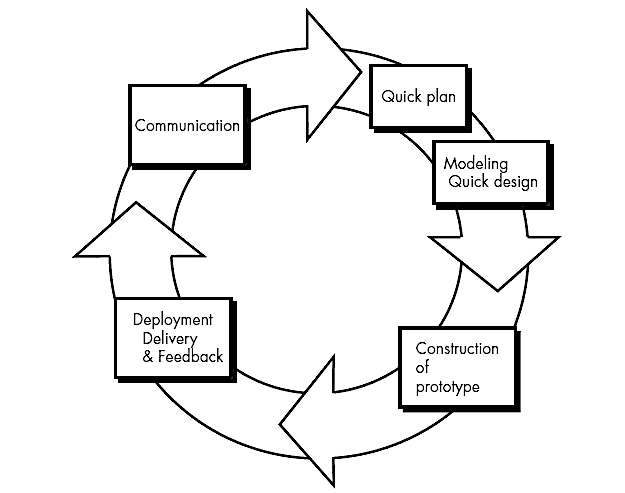 Communication
Quick plan
Modeling
Quick design
Construction
of
prototype
Deployment
Delivery
& Feedback